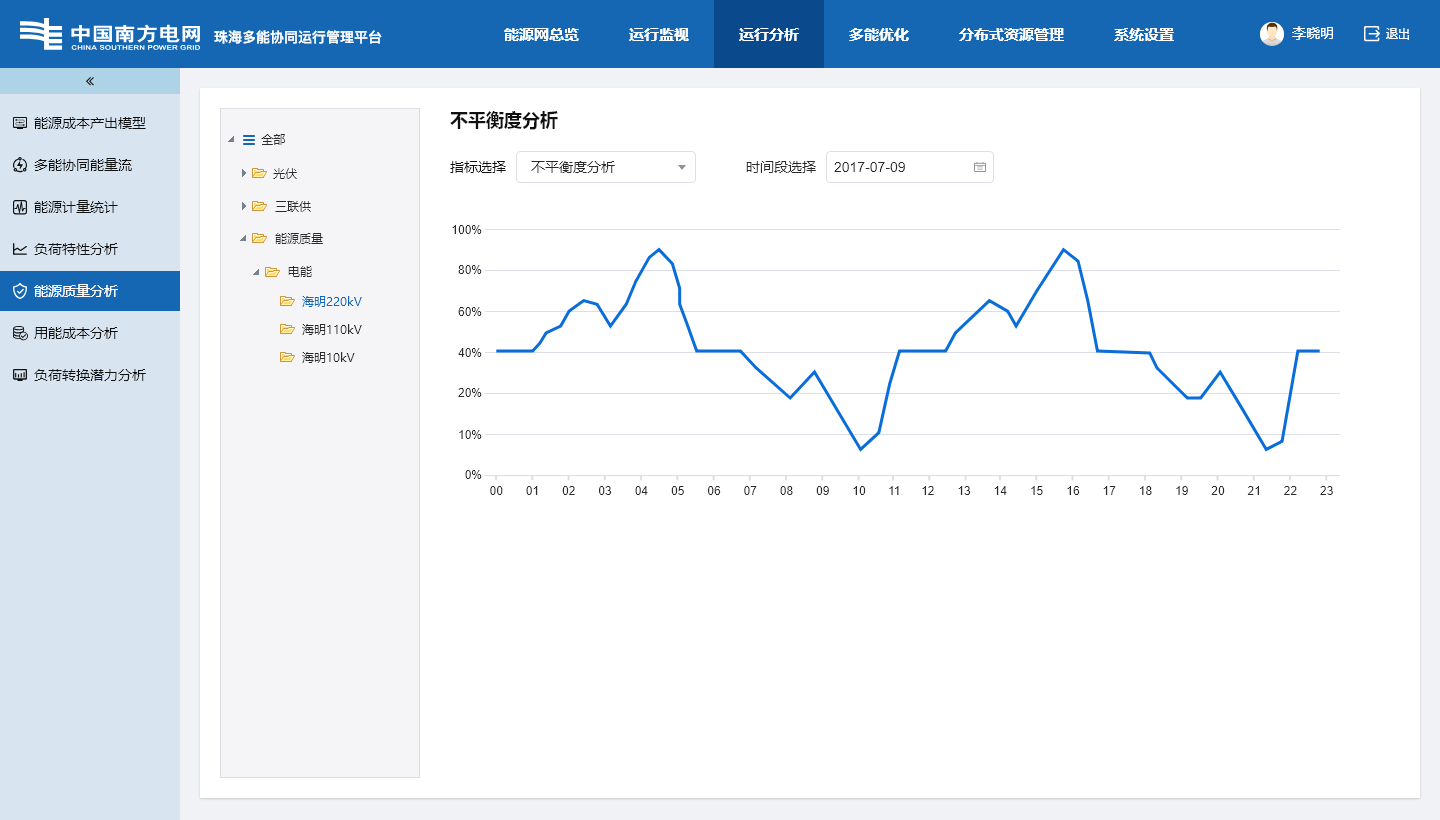 中国南方电网
CHINA SOUTHERN POWER GRID
珠海多能协同运行管理平台
能源网总览
运行监视
运行分析
多能优化
分布式资源管理
系统设置
李晓明
退出
«
能源成本产出模型
多能协同能量流
能源计量统计
负荷特性分析
能源质量分析
用能成本分析
负荷转换潜力分析
全部
光伏
三联供
能源质量
电能
海明220kV
海明110kV
海明10kV
不平衡度分析
指标选择
不平衡度分析
时间段选择
2017-07-09
100%
80%
60%
40%
20%
10%
0%
00 01 02 03 04 05 06 07 08 09 10 11 12 13 14 15 16 17 18 19 20 21 22 23